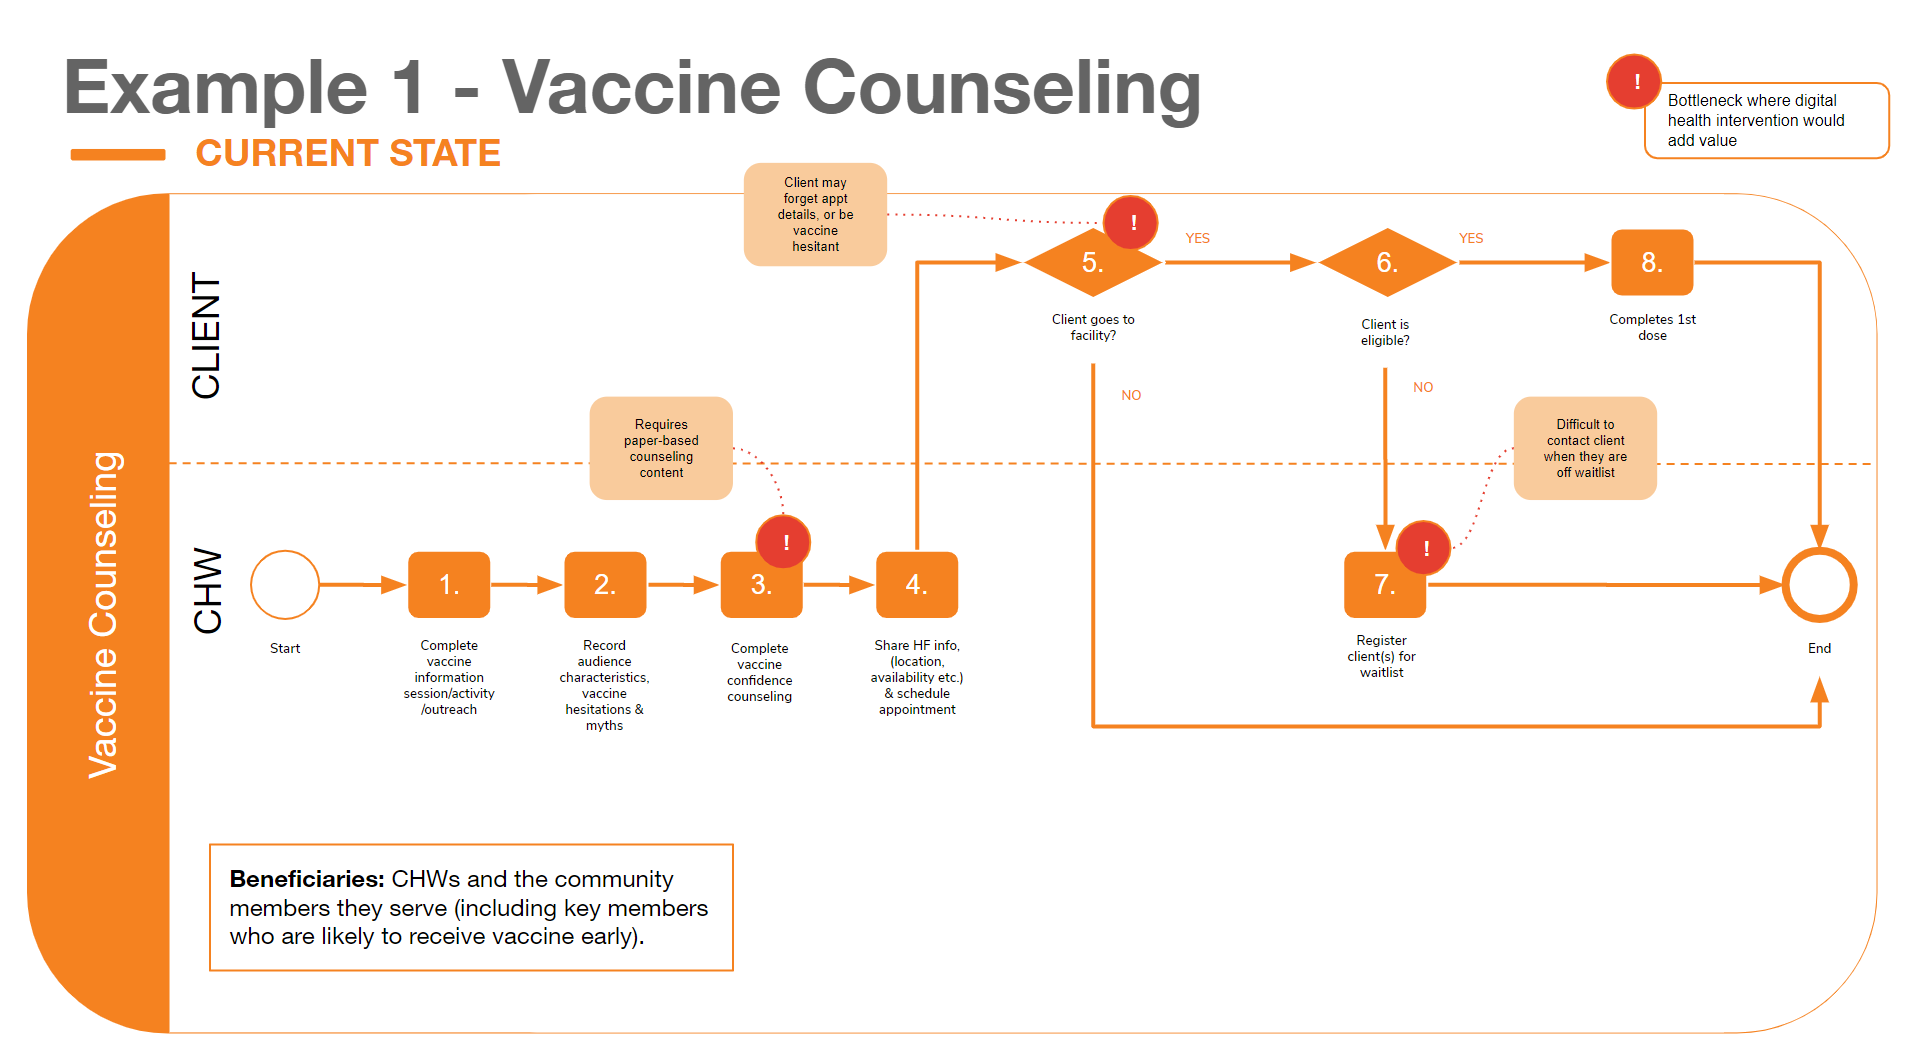 Example 1 - Vaccine Counseling
CURRENT STATE
!
Bottleneck where digital
health intervention would
add value
Vaccine Counseling
CLIENT
Client may
forget appt
details, or be
vaccine
hesitant
!
5.
Client goes to
facility?
YES
NO
6.
Client is
eligible?
YES
NO
8.
Completes 1st
dose
Requires
paper-based
counseling
content
Difficult to
contact client
when they are
off waitlist
CHW
Start
1.
Complete
vaccine
information
session/activity
/outreach
2.
Record
audience
characteristics,
vaccine
hesitations &
myths
!
3.
Complete
vaccine
confidence
counseling
4.
Share HF info,
(location,
availability etc.)
& schedule
appointment
!
7.
Register
client(s) for
waitlist
End
Beneficiaries: CHWs and the community
members they serve (including key members
who are likely to receive vaccine early).